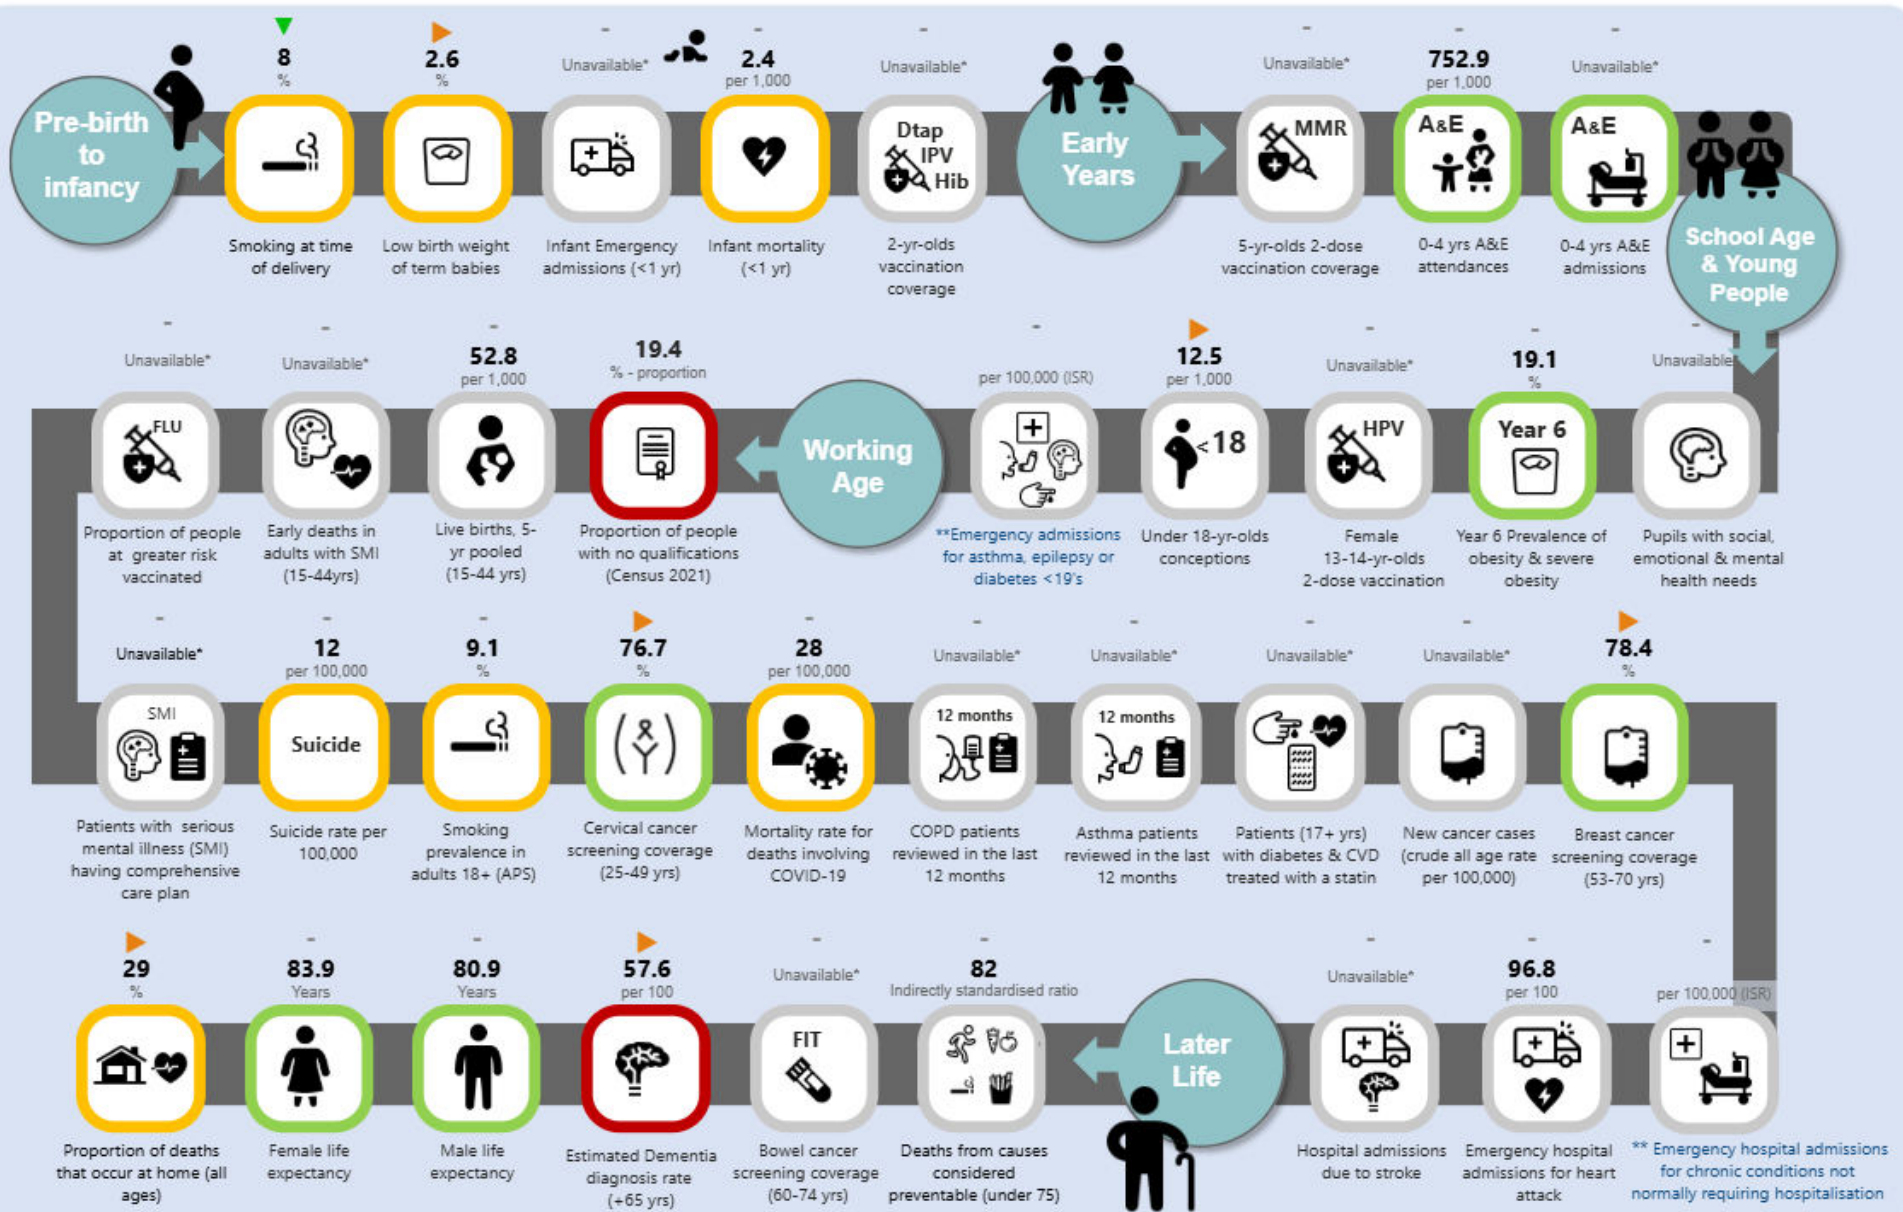 Pre-birth
to
infancy
8
%
Smoking at time
of delivery
2.6
%
Low birth weight
of term babies
-
Unavailable*
Infant Emergency
admissions (<1 yr)
-
2.4
per 1,000
Infant mortality
(<1 yr)
-
Unavailable*
Dtap
IPV
Hib
2-yr-olds
vaccination
coverage
Early
Years
-
Unavailable*
MMR
5-yr-olds 2-dose
vaccination coverage
-
752.9
per 1,000
A&E
0-4 yrs A&E
attendances
-
Unavailable*
A&E
0-4 yrs A&E
admissions
School Age
& Young
People
-
Unavailable
Pupils with social,
emotional & mental
health needs
-
19.1
%
Year 6
Year 6 Prevalence of
obesity & severe
obesity
-
Unavailable*
HPV
Female
13-14-yr-olds
2-dose vaccination
12.5
per 1,000
<18
Under 18-yr-olds
conceptions
-
per 100,000 (ISR)
**Emergency admissions
for asthma, epilepsy or
diabetes <19's
Working
Age
19.4
% - proportion
Proportion of people
with no qualifications
(Census 2021)
-
52.8
per 1,000
Live births, 5-
yr pooled
(15-44 yrs)
-
Unavailable*
Early deaths in
adults with SMI
(15-44yrs)
-
Unavailable*
FLU
Proportion of people
at greater risk
vaccinated
-
Unavailable*
SMI
Patients with serious
mental illness (SMI)
having comprehensive
care plan
-
12
per 100,000
Suicide
Suicide rate per
100,000
-
9.1
%
Smoking
prevalence in
adults 18+ (APS)
76.7
%
Cervical cancer
screening coverage
(25-49 yrs)
-
28
per 100,000
Mortality rate for
deaths involving
COVID-19
-
Unavailable*
12 months
COPD patients
reviewed in the last
12 months
-
Unavailable*
12 months
Asthma patients
reviewed in the last
12 months
-
Unavailable*
Patients (17+ yrs)
with diabetes & CVD
treated with a statin
-
Unavailable*
New cancer cases
(crude all age rate
per 100,000)
78.4
%
Breast cancer
screening coverage
(53-70 yrs)
-
per 100,000 (ISR)
** Emergency hospital admissions
for chronic conditions not
normally requiring hospitalisation
-
96.8
per 100
Emergency hospital
admissions for heart
attack
-
Unavailable*
Hospital admissions
due to stroke
Later
Life
-
82
Indirectly standardised ratio
Deaths from causes
considered
preventable (under 75)
-
Unavailable*
FIT
Bowel cancer
screening coverage
(60-74 yrs)
57.6
per 100
Estimated Dementia
diagnosis rate
(+65 yrs)
-
80.9
Years
Male life
expectancy
-
83.9
Years
Female life
expectancy
29
%
Proportion of deaths
that occur at home (all
ages)